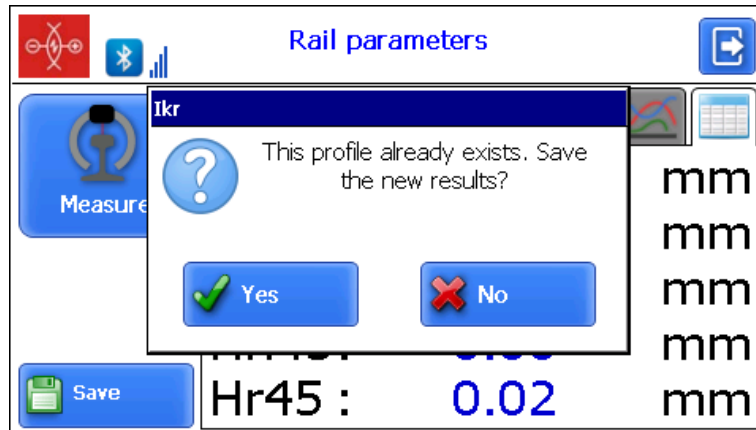 Rail parameters
Ikr
This profile already exists. Save
the new results?
Measure
mm
mm
mm
Yes
No
mm
Save
Hr45 : 0.02 mm